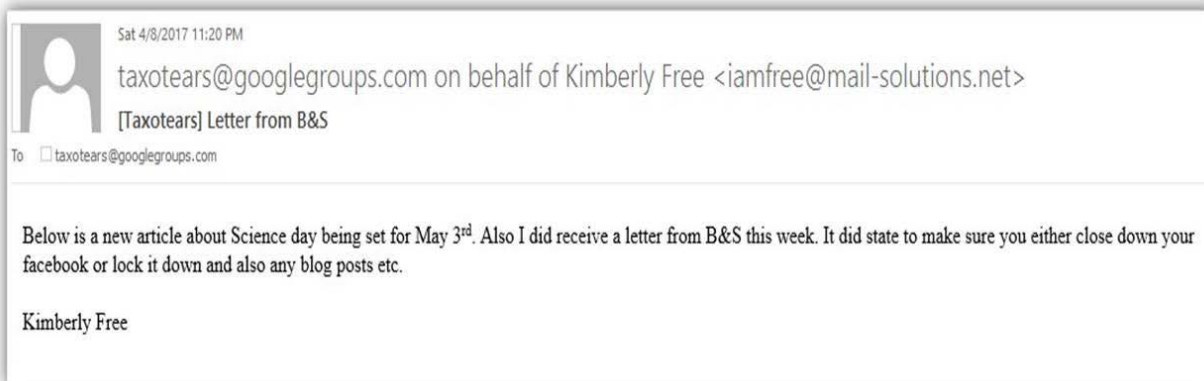 Sat 4/8/2017 11:20 PM
taxotears@googlegroups.com on behalf of Kimberly Free <iamfree@mail-solutions.net>
[Taxotears] Letter from B&S
To taxotears@googlegroups.com
Below is a new article about Science day being set for May 3rd. Also I did receive a letter from B&S this week. It did state to make sure you either close down your
facebook or lock it down and also any blog posts etc.
Kimberly Free